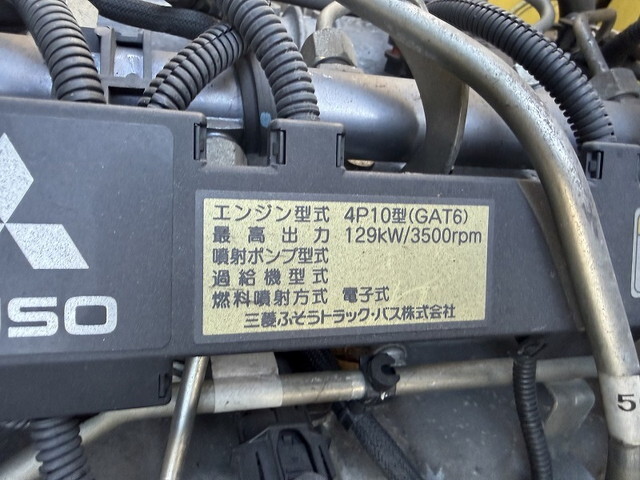 エンジン型式 4P10型(GAT6)
最高出力 129kW/3500rpm
噴射ポンプ型式
過給機型式
燃料噴射方式 電子式
三菱ふそうトラック・バス株式会社
USO
5